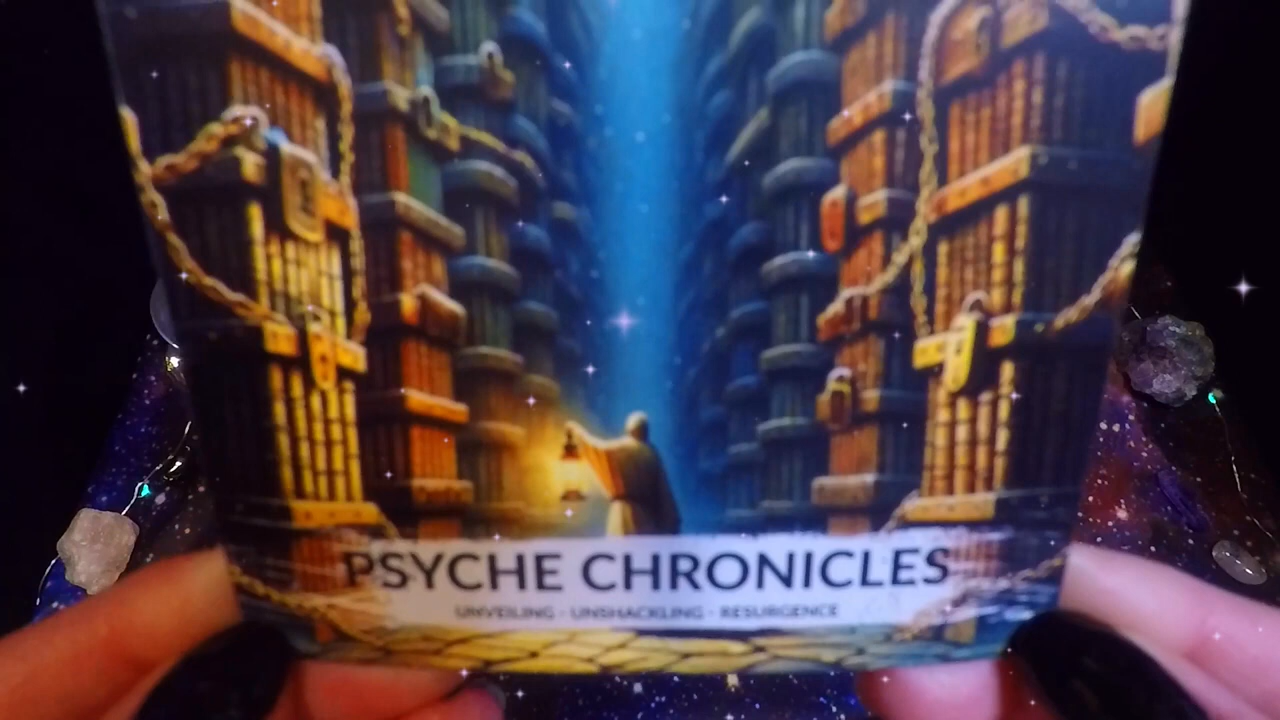 PSYCHE CHRONICLES
UNVEILING · UNSHACKLING · RESURGENCE